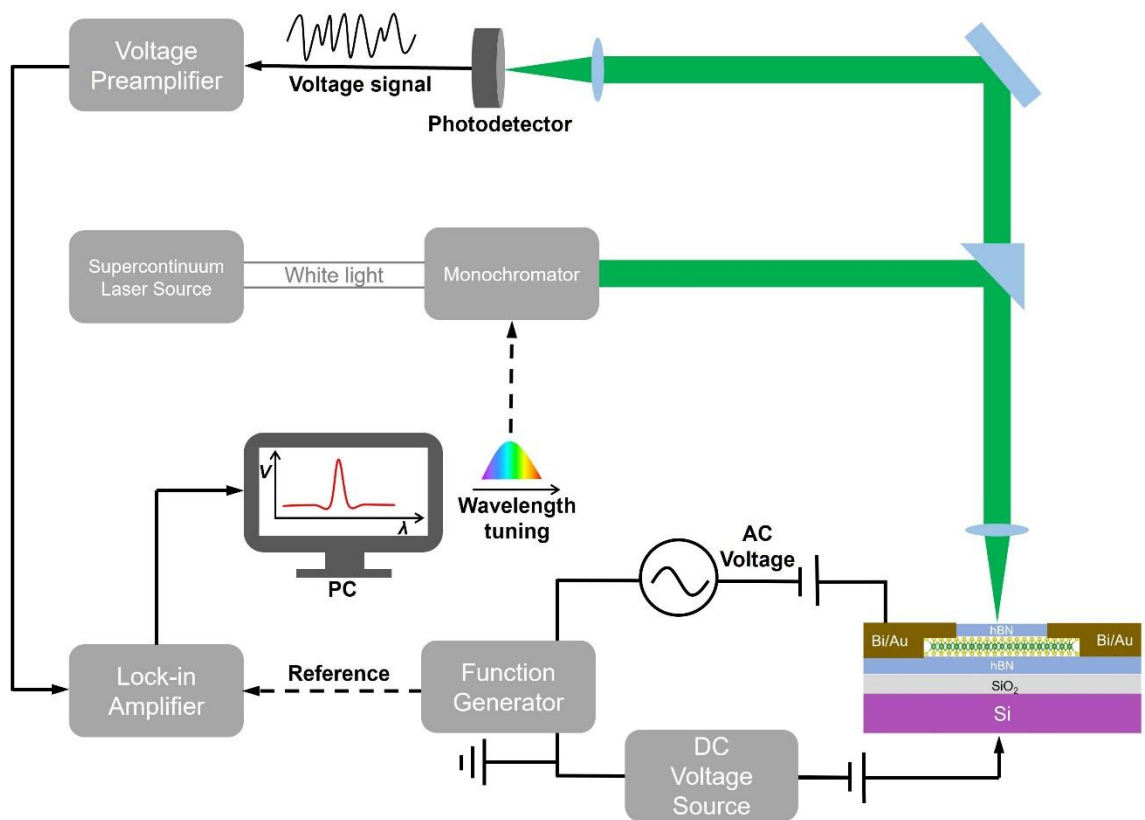 Voltage
Preamplifier
Voltage signal
Photodetector
Supercontinuum
Laser Source
White light
Monochromator
V
λ
PC
Wavelength
tuning
AC
Voltage
Bi/Au
hBN
Bi/Au
hBN
SiO₂
Si
Lock-in
Amplifier
Reference
Function
Generator
DC
Voltage
Source